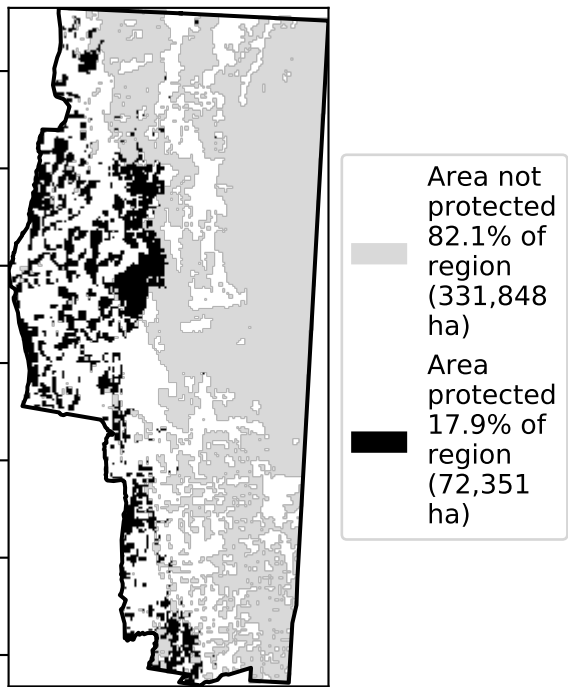 Area not
protected
82.1% of
region
(331,848
ha)
Area
protected
17.9% of
region
(72,351
ha)